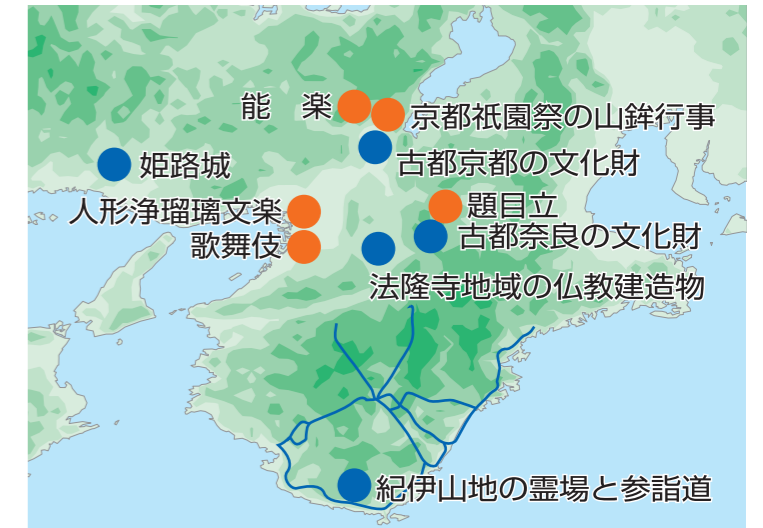 能　楽
京都祇園祭の山鉾行事
古都京都の文化財
姫路城
人形浄瑠璃文楽
題目立
歌舞伎
古都奈良の文化財
法隆寺地域の仏教建造物
紀伊山地の霊場と参詣道